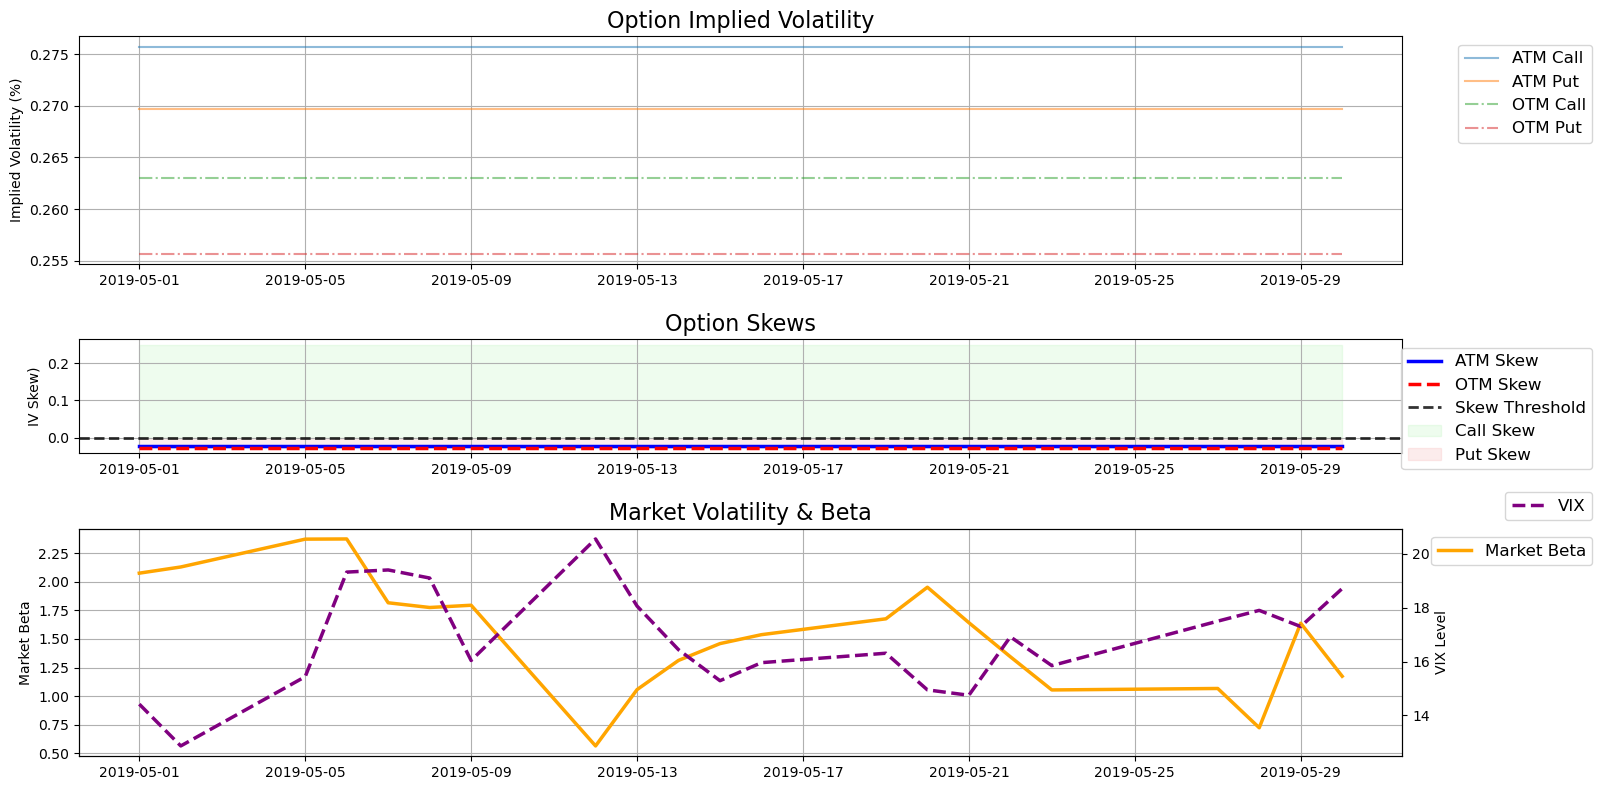 Option Implied Volatility
Implied Volatility (%)
0.275
0.270
0.265
0.260
0.255
2019-05-01 2019-05-05 2019-05-09 2019-05-13 2019-05-17 2019-05-21 2019-05-25 2019-05-29
ATM Call
ATM Put
OTM Call
OTM Put
Option Skews
IV Skew)
0.2
0.1
0.0
2019-05-01 2019-05-05 2019-05-09 2019-05-13 2019-05-17 2019-05-21 2019-05-25 2019-05-29
ATM Skew
OTM Skew
Skew Threshold
Call Skew
Put Skew
Market Volatility & Beta
VIX
Market Beta
Market Beta
2.25
2.00
1.75
1.50
1.25
1.00
0.75
0.50
20
18
16
14
VIX Level
2019-05-01 2019-05-05 2019-05-09 2019-05-13 2019-05-17 2019-05-21 2019-05-25 2019-05-29